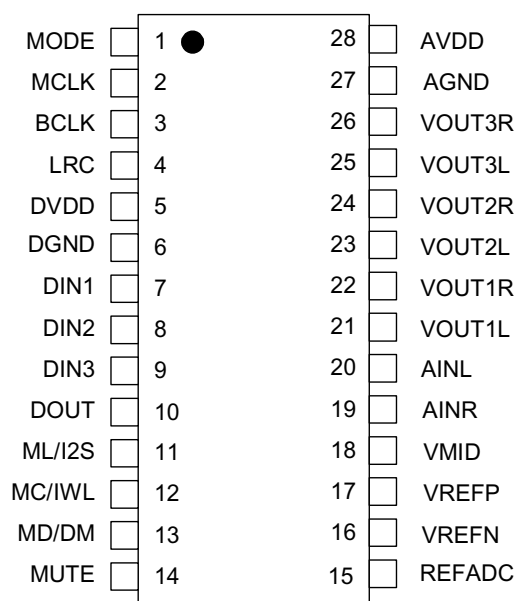 MODE 1 28 AVDD
MCLK 2 27 AGND
BCLK 3 26 VOUT3R
LRC 4 25 VOUT3L
DVDD 5 24 VOUT2R
DGND 6 23 VOUT2L
DIN1 7 22 VOUT1R
DIN2 8 21 VOUT1L
DIN3 9 20 AINL
DOUT 10 19 AINR
ML/I2S 11 18 VMID
MC/IWL 12 17 VREFP
MD/DM 13 16 VREFN
MUTE 14 15 REFADC